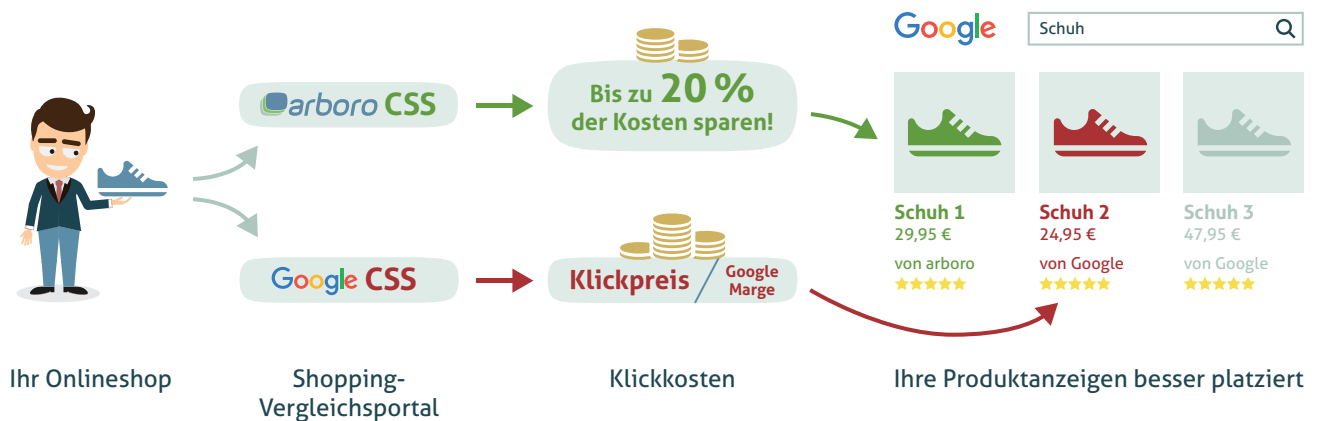 Google
Schuh
arboro CSS
Bis zu 20 %
der Kosten sparen!
Schuh 1
29,95 €
von arboro
Schuh 2
24,95 €
von Google
Schuh 3
47,95 €
von Google
Google CSS
Klickpreis
Google
Marge
Ihr Onlineshop
Shopping-
Vergleichsportal
Klickkosten
Ihre Produktanzeigen besser platziert